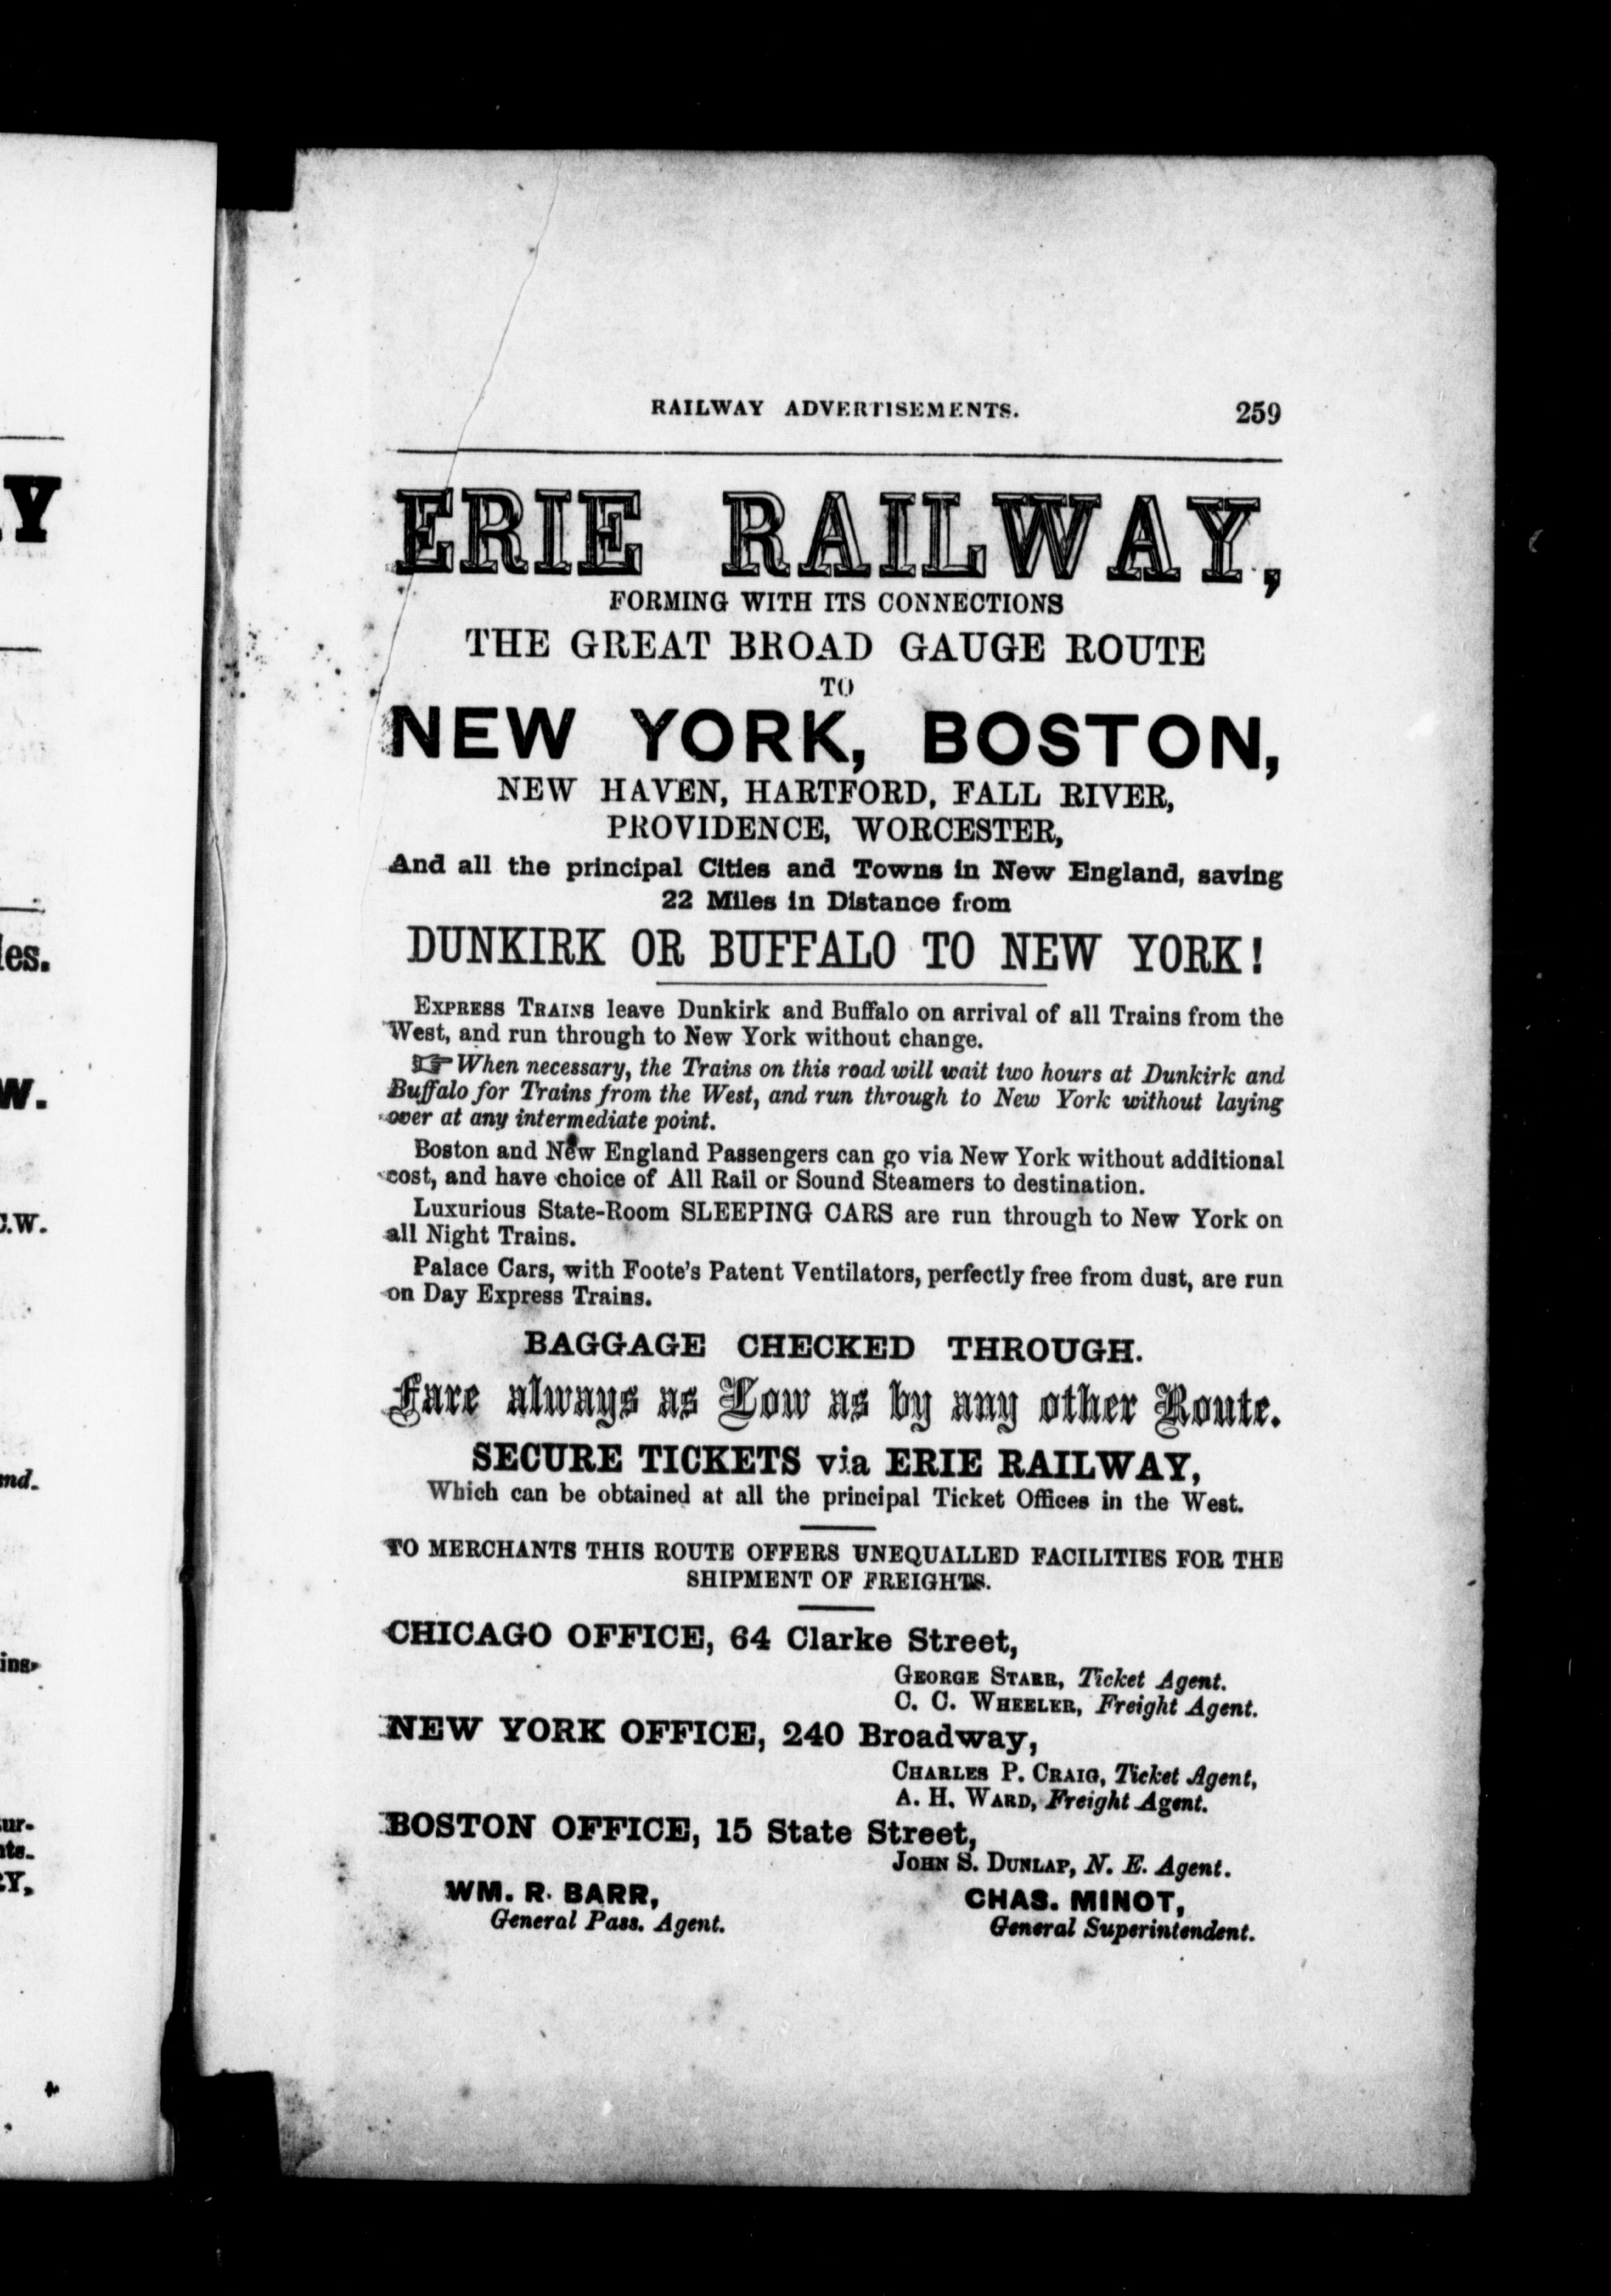 RAILWAY ADVERTISEMENTS. 259
ERIE RAILWAY,
FORMING WITH ITS CONNECTIONS
THE GREAT BROAD GAUGE ROUTE
TO
NEW YORK, BOSTON,
NEW HAVEN, HARTFORD, FALL RIVER,
PROVIDENCE, WORCESTER,
And all the principal Cities and Towns in New England, saving
22 Miles in Distance from
DUNKIRK OR BUFFALO TO NEW YORK!
EXPRESS TRAINS leave Dunkirk and Buffalo on arrival of all Trains from the
West, and run through to New York without change.
☞ When necessary, the Trains on this road will wait two hours at Dunkirk and
Buffalo for Trains from the West, and run through to New York without laying
over at any intermediate point.
Boston and New England Passengers can go via New York without additional
cost, and have choice of All Rail or Sound Steamers to destination.
Luxurious State-Room SLEEPING CARS are run through to New York on
all Night Trains.
Palace Cars, with Foote's Patent Ventilators, perfectly free from dust, are run
on Day Express Trains.
BAGGAGE CHECKED THROUGH.
Fare always as Low as by any other Route.
SECURE TICKETS via ERIE RAILWAY,
Which can be obtained at all the principal Ticket Offices in the West.
TO MERCHANTS THIS ROUTE OFFERS UNEQUALLED FACILITIES FOR THE
SHIPMENT OF FREIGHTS.
CHICAGO OFFICE, 64 Clarke Street,
GEORGE STARR, Ticket Agent.
C. C. WHEELER, Freight Agent.
NEW YORK OFFICE, 240 Broadway,
CHARLES P. CRAIG, Ticket Agent,
A. H. WARD, Freight Agent.
BOSTON OFFICE, 15 State Street,
JOHN S. DUNLAP, N. E. Agent.
WM. R. BARR, CHAS. MINOT,
General Pass. Agent. General Superintendent.